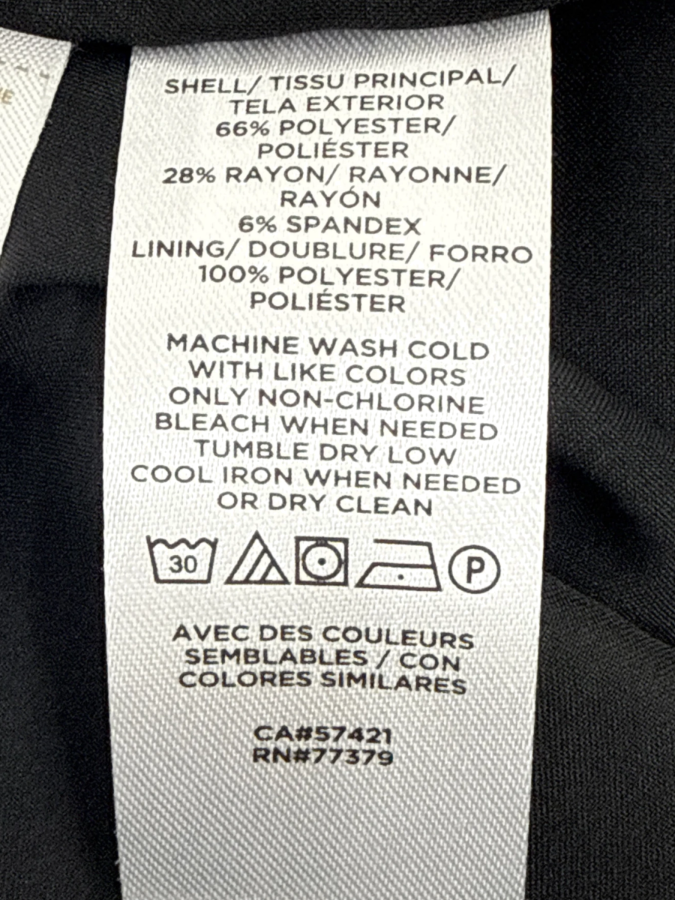 SHELL/ TISSU PRINCIPAL/
TELA EXTERIOR
66% POLYESTER/
POLIÉSTER
28% RAYON/ RAYONNE/
RAYÓN
6% SPANDEX
LINING/ DOUBLURE/ FORRO
100% POLYESTER/
POLIÉSTER
MACHINE WASH COLD
WITH LIKE COLORS
ONLY NON-CHLORINE
BLEACH WHEN NEEDED
TUMBLE DRY LOW
COOL IRON WHEN NEEDED
OR DRY CLEAN
30 P
AVEC DES COULEURS
SEMBLABLES / CON
COLORES SIMILARES
CA#57421
RN#77379